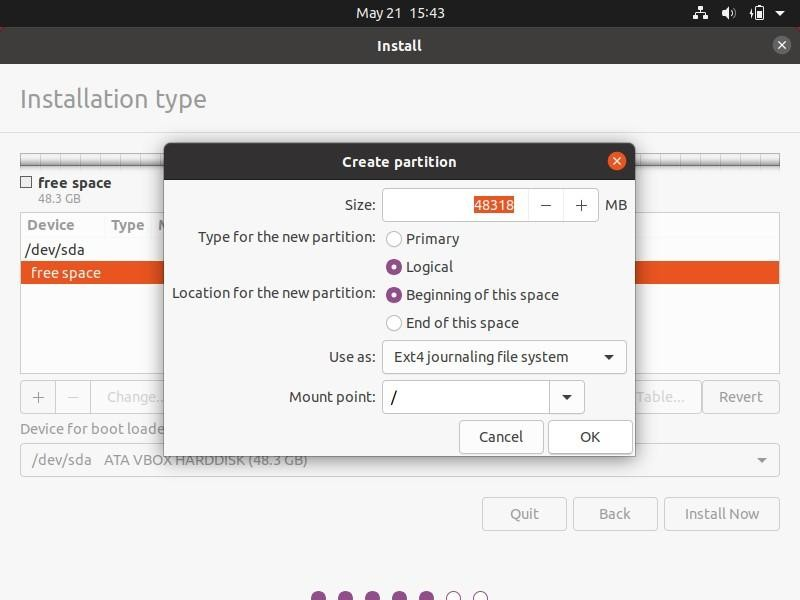 May 21 15:43
Install
Installation type
Create partition
free space
48.3 GB
Size: 48318 − + MB
Device Type
Type for the new partition: Primary
/dev/sda
Logical
free space
Location for the new partition: Beginning of this space
End of this space
Use as: Ext4 journaling file system
+ − Change... Mount point: / Table... Revert
Device for boot loade
Cancel OK
/dev/sda ATA VBOX HARDDISK (48.3 GB)
Quit Back Install Now